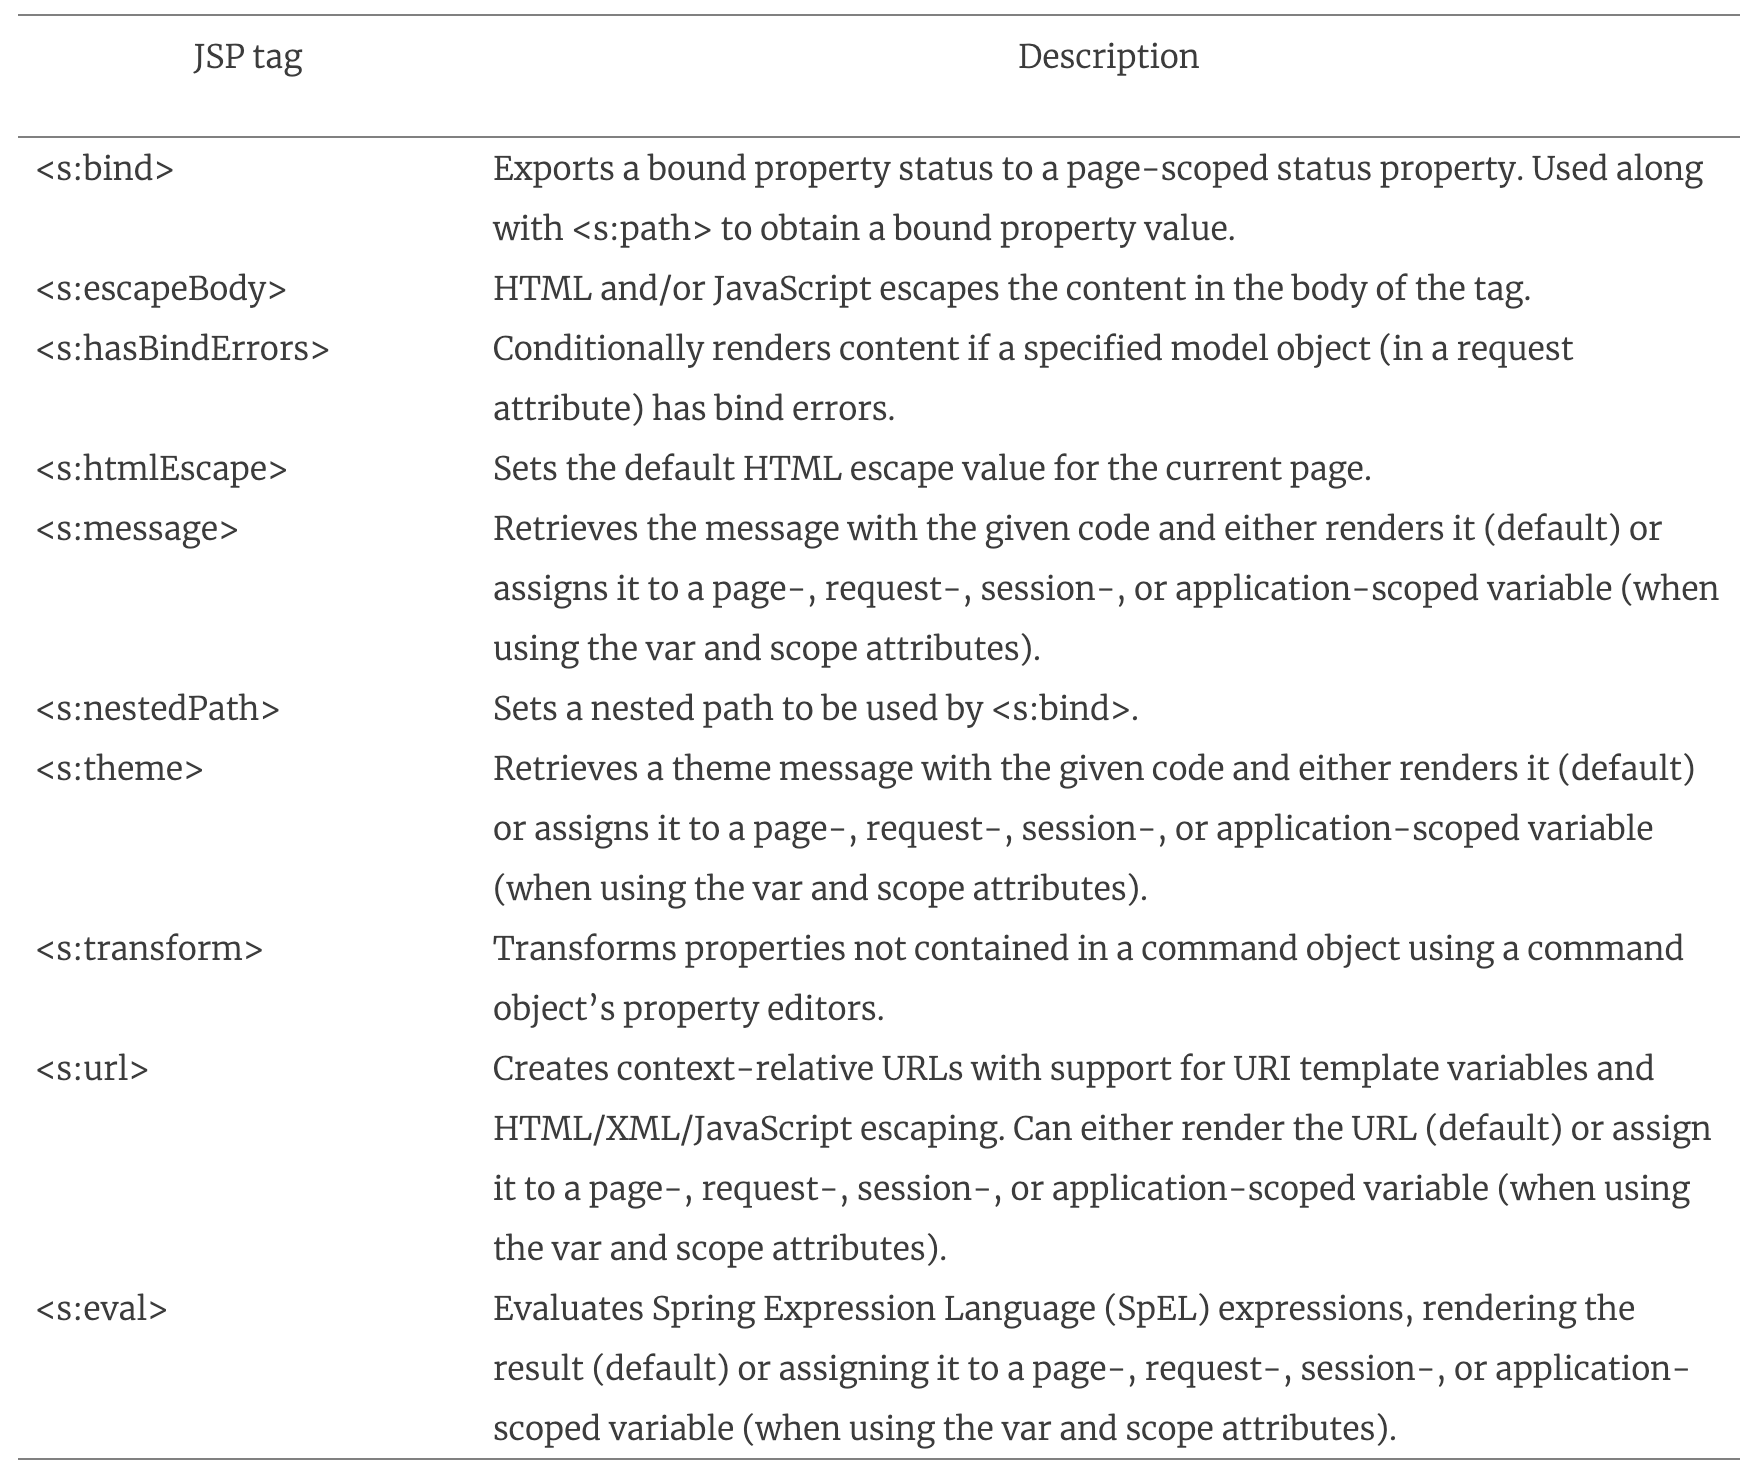 JSP tag Description
<s:bind> Exports a bound property status to a page-scoped status property. Used along
with <s:path> to obtain a bound property value.
<s:escapeBody> HTML and/or JavaScript escapes the content in the body of the tag.
<s:hasBindErrors> Conditionally renders content if a specified model object (in a request
attribute) has bind errors.
<s:htmlEscape> Sets the default HTML escape value for the current page.
<s:message> Retrieves the message with the given code and either renders it (default) or
assigns it to a page-, request-, session-, or application-scoped variable (when
using the var and scope attributes).
<s:nestedPath> Sets a nested path to be used by <s:bind>.
<s:theme> Retrieves a theme message with the given code and either renders it (default)
or assigns it to a page-, request-, session-, or application-scoped variable
(when using the var and scope attributes).
<s:transform> Transforms properties not contained in a command object using a command
object’s property editors.
<s:url> Creates context-relative URLs with support for URI template variables and
HTML/XML/JavaScript escaping. Can either render the URL (default) or assign
it to a page-, request-, session-, or application-scoped variable (when using
the var and scope attributes).
<s:eval> Evaluates Spring Expression Language (SpEL) expressions, rendering the
result (default) or assigning it to a page-, request-, session-, or application-
scoped variable (when using the var and scope attributes).